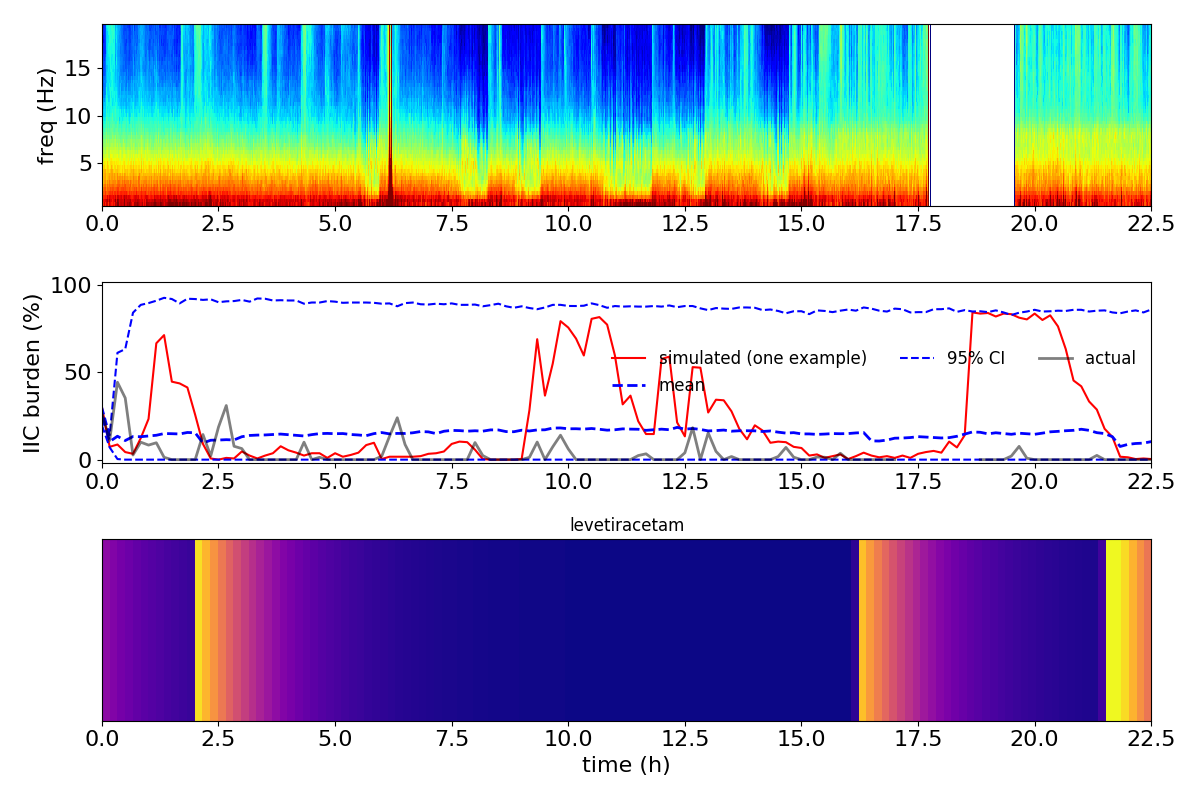 freq (Hz)
15
10
5
0.0 2.5 5.0 7.5 10.0 12.5 15.0 17.5 20.0 22.5
IIC burden (%)
100
50
0
simulated (one example) 95% CI actual
mean
0.0 2.5 5.0 7.5 10.0 12.5 15.0 17.5 20.0 22.5
levetiracetam
0.0 2.5 5.0 7.5 10.0 12.5 15.0 17.5 20.0 22.5
time (h)